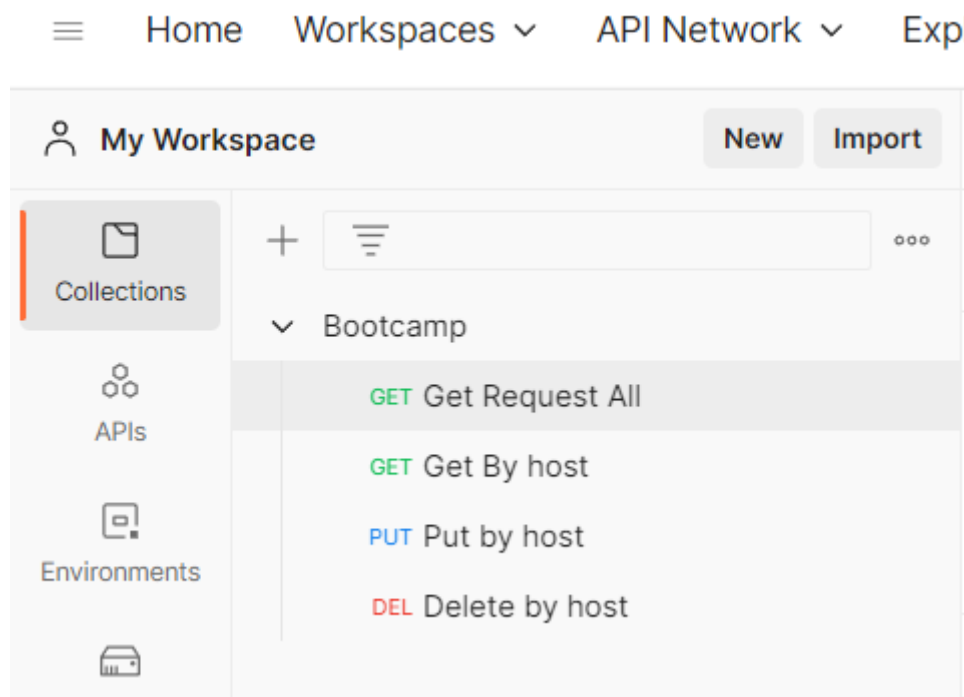 Home Workspaces API Network Exp
My Workspace New Import
Collections
Bootcamp
GET Get Request All
APIs
GET Get By host
PUT Put by host
Environments
DEL Delete by host